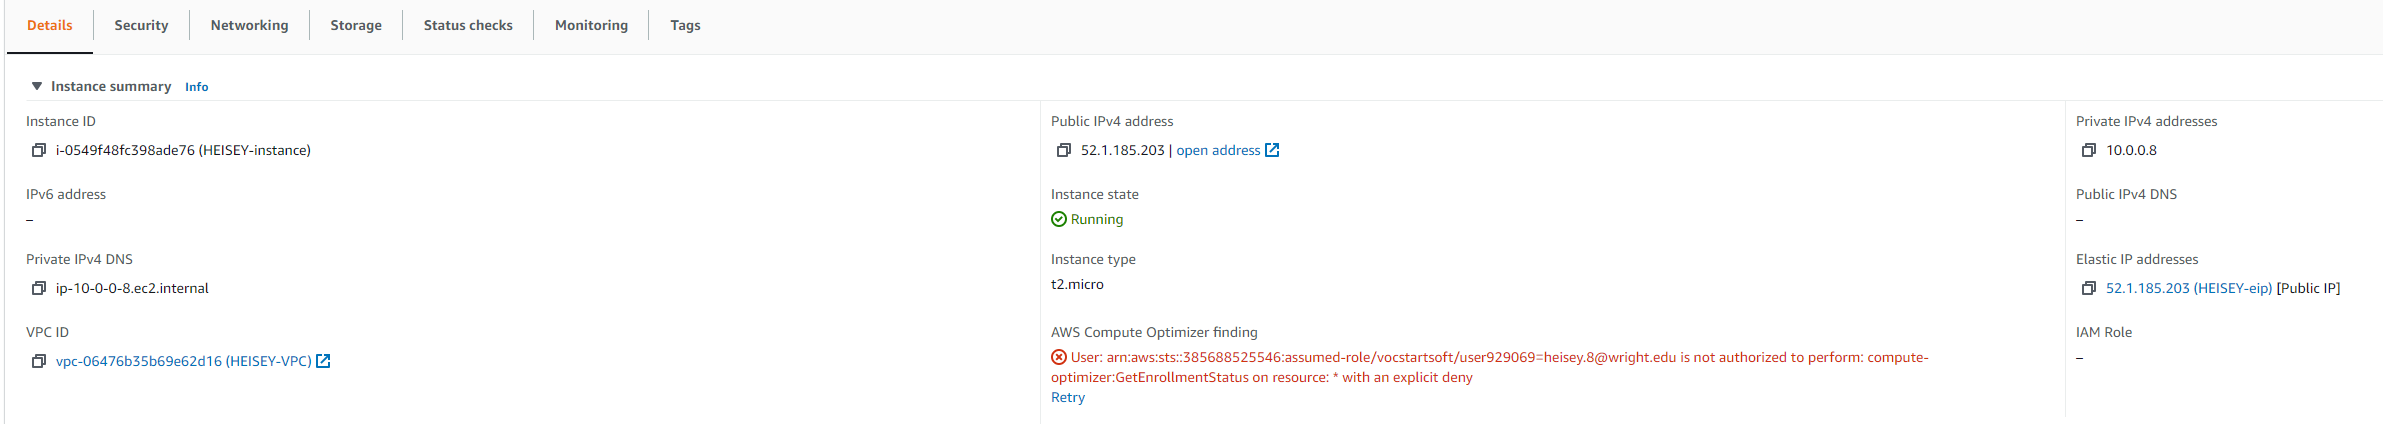 Details Security Networking Storage Status checks Monitoring Tags
Instance summary Info
Instance ID
i-0549f48fc398ade76 (HEISEY-instance)
IPv6 address
–
Private IPv4 DNS
ip-10-0-0-8.ec2.internal
VPC ID
vpc-06476b35b69e62d16 (HEISEY-VPC)
Public IPv4 address
52.1.185.203 | open address
Instance state
Running
Instance type
t2.micro
AWS Compute Optimizer finding
User: arn:aws:sts::385688525546:assumed-role/vocstartsoft/user929069=heisey.8@wright.edu is not authorized to perform: compute-
optimizer:GetEnrollmentStatus on resource: * with an explicit deny
Retry
Private IPv4 addresses
10.0.0.8
Public IPv4 DNS
–
Elastic IP addresses
52.1.185.203 (HEISEY-eip) [Public IP]
IAM Role
–